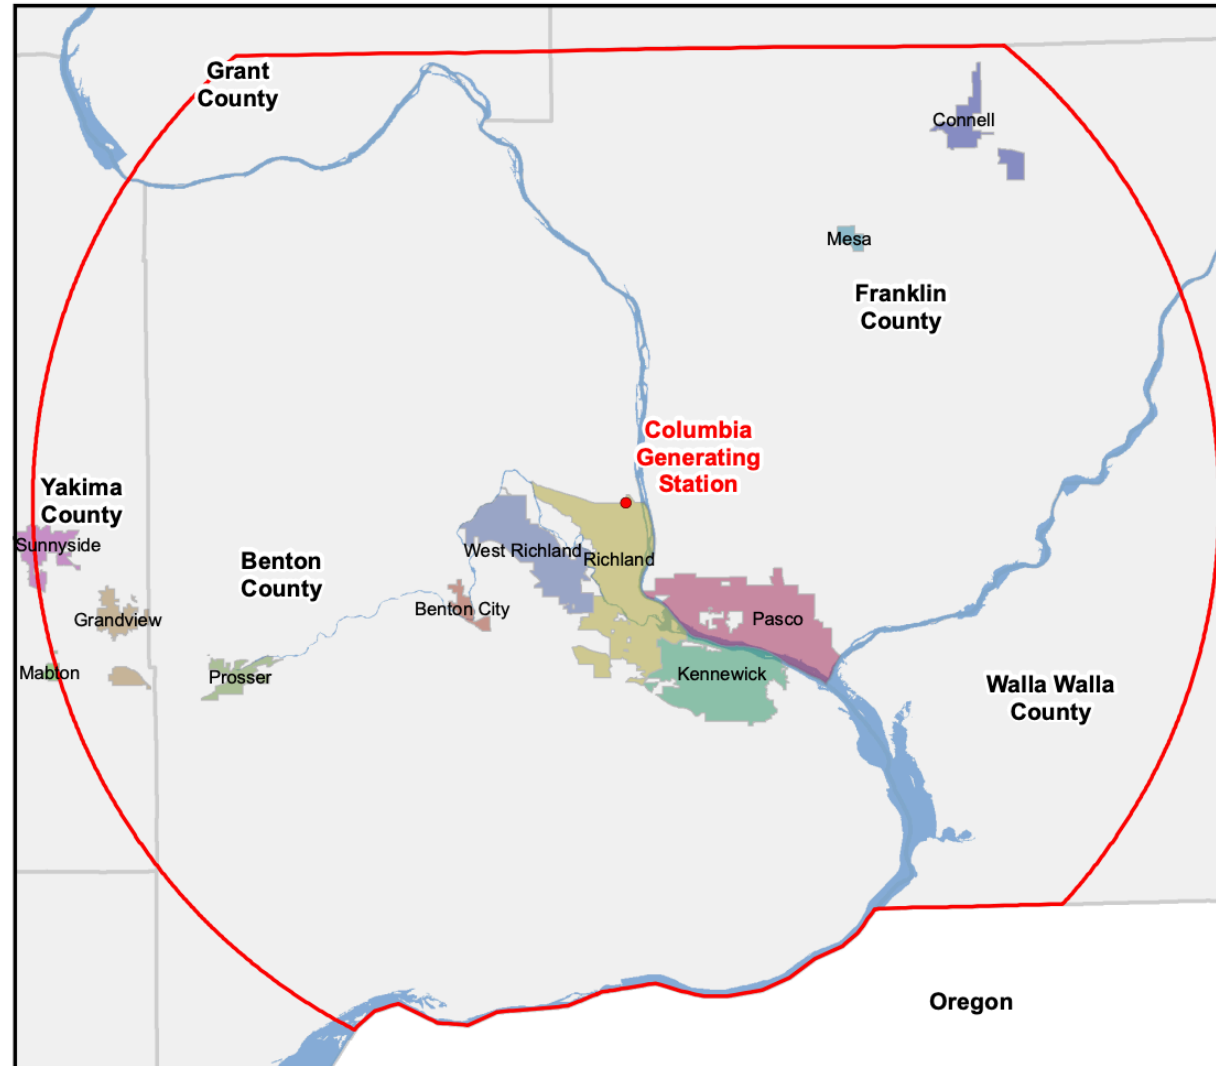 Grant
County
Connell
Mesa
Franklin
County
Columbia
Generating
Station
Yakima
County
Sunnyside
Benton
County
West Richland
Richland
Benton City
Grandview
Pasco
Mabton
Prosser
Kennewick
Walla Walla
County
Oregon